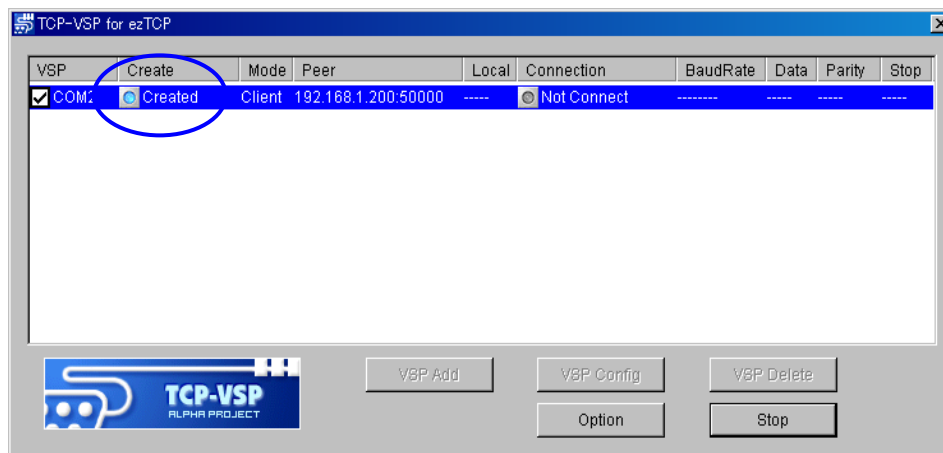 TCP-VSP for ezTCP
VSP Create Mode Peer Local Connection BaudRate Data Parity Stop
COM2 Created Client 192.168.1.200:50000 ----- Not Connect -------- ----- ----- -----
VSP Add VSP Config VSP Delete
TCP-VSP
ALPHA PROJECT
Option Stop